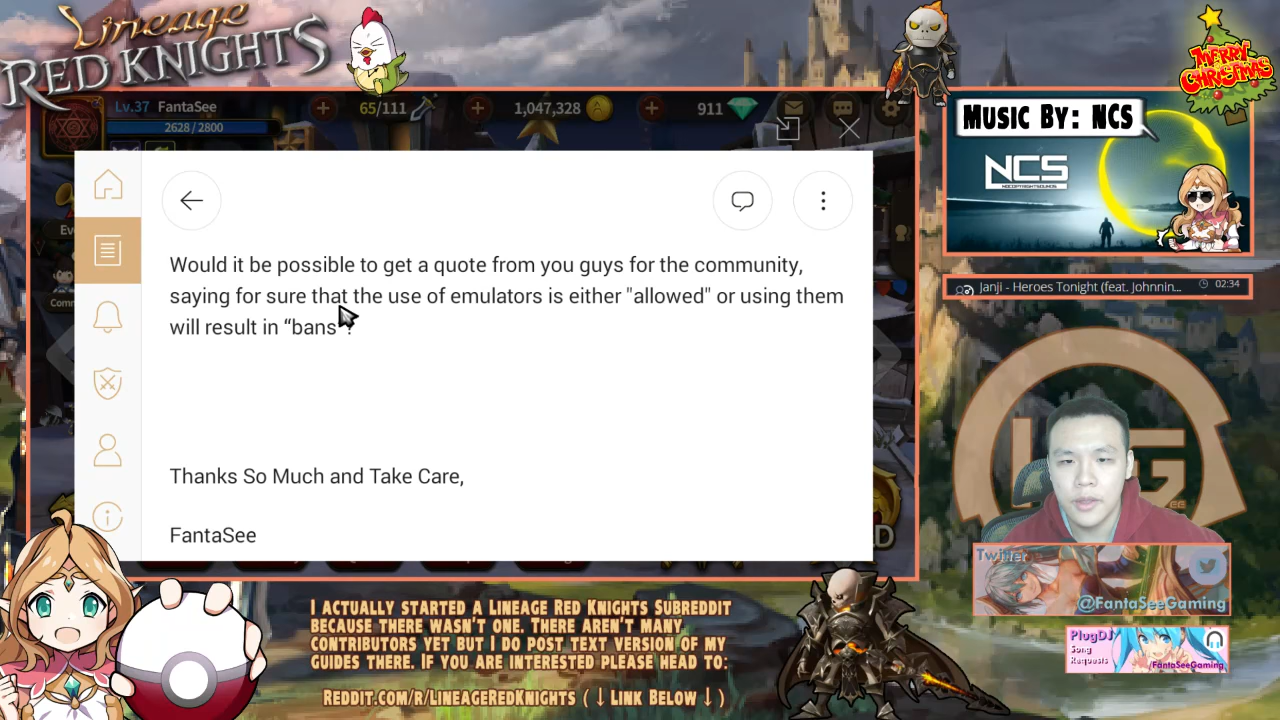 Lineage
RED KNIGHTS
MERRY
CHRISTMAS
Lv.37 FantaSee
65/111
1,047,328
911
2628 / 2800
MUSIC BY: NCS
NCS
Janji - Heroes Tonight (feat. Johnnin... 02:34
Would it be possible to get a quote from you guys for the community,
saying for sure that the use of emulators is either "allowed" or using them
will result in “bans"?
Thanks So Much and Take Care,
FantaSee
Twitter
@FantaSeeGaming
PlugDJ
Song
Requests
/FantaSeeGaming
I ACTUALLY STARTED A LINEAGE RED KNIGHTS SUBREDDIT
BECAUSE THERE WASN'T ONE. THERE AREN'T MANY
CONTRIBUTORS YET BUT I DO POST TEXT VERSION OF MY
GUIDES THERE. IF YOU ARE INTERESTED PLEASE HEAD TO:
REDDIT.COM/R/LINEAGEREDKNIGHTS ( ↓ LINK BELOW ↓ )